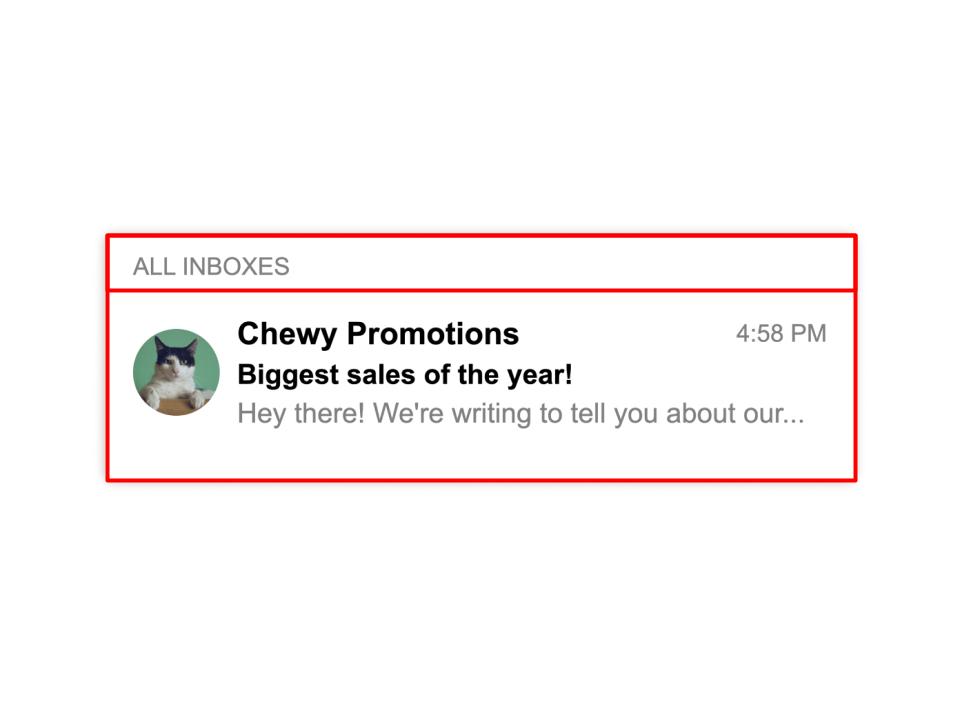 ALL INBOXES
Chewy Promotions 4:58 PM
Biggest sales of the year!
Hey there! We're writing to tell you about our...